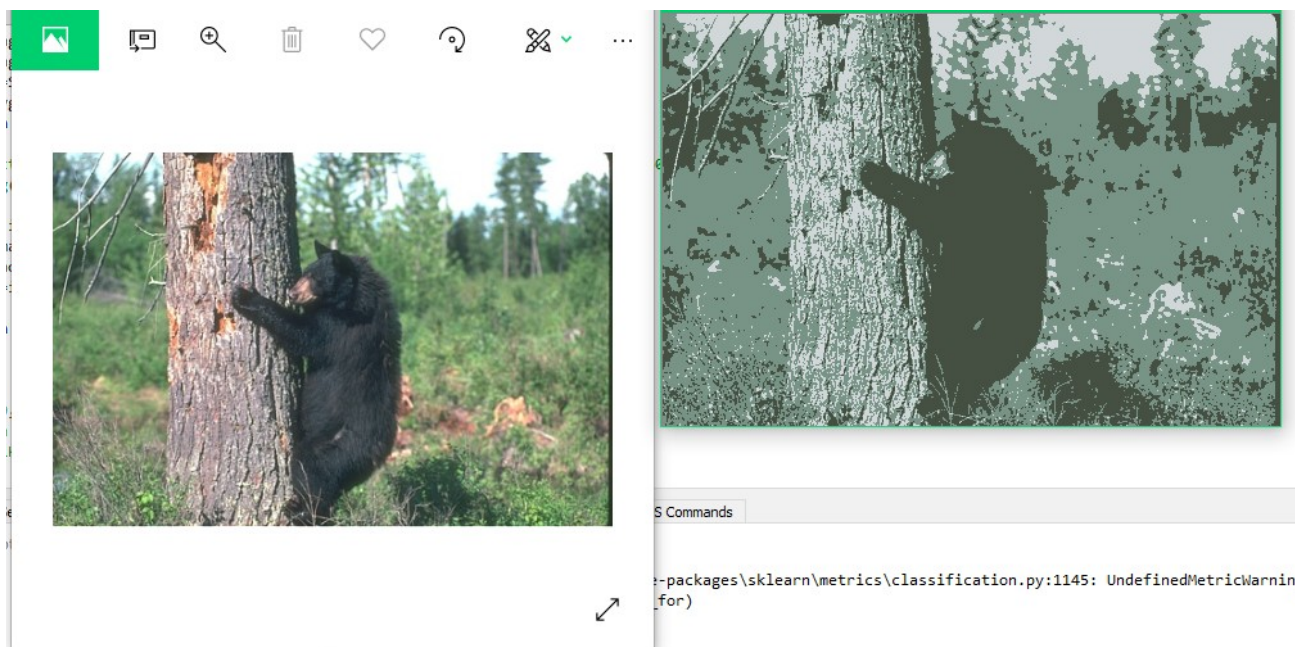 S Commands
e-packages\sklearn\metrics\classification.py:1145: UndefinedMetricWarnin
_for)